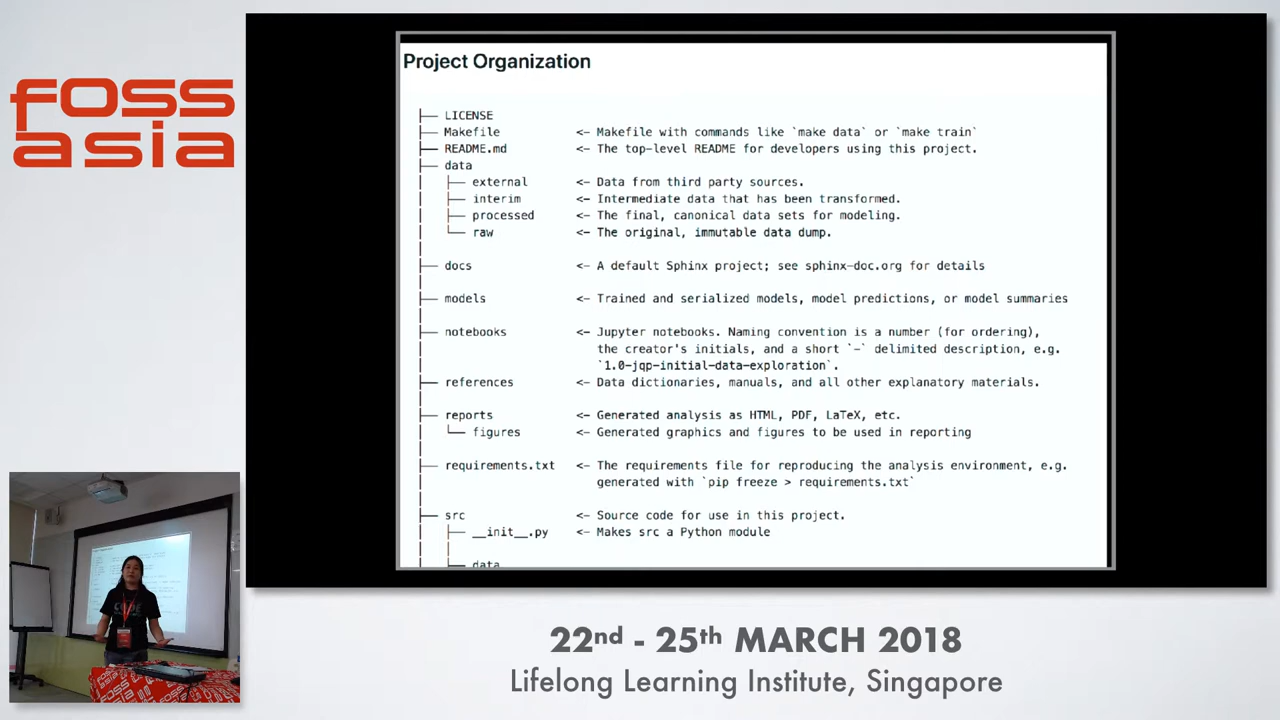 foss
asia
Project Organization
├── LICENSE
├── Makefile <- Makefile with commands like `make data` or `make train`
├── README.md <- The top-level README for developers using this project.
├── data
│ ├── external <- Data from third party sources.
│ ├── interim <- Intermediate data that has been transformed.
│ ├── processed <- The final, canonical data sets for modeling.
│ └── raw <- The original, immutable data dump.
│
├── docs <- A default Sphinx project; see sphinx-doc.org for details
│
├── models <- Trained and serialized models, model predictions, or model summaries
│
├── notebooks <- Jupyter notebooks. Naming convention is a number (for ordering),
│ the creator's initials, and a short `-` delimited description, e.g.
│ `1.0-jqp-initial-data-exploration`.
├── references <- Data dictionaries, manuals, and all other explanatory materials.
│
├── reports <- Generated analysis as HTML, PDF, LaTeX, etc.
│ └── figures <- Generated graphics and figures to be used in reporting
│
├── requirements.txt <- The requirements file for reproducing the analysis environment, e.g.
│ generated with `pip freeze > requirements.txt`
│
├── src <- Source code for use in this project.
│ ├── __init__.py <- Makes src a Python module
│ │
│ ├── data
CODE
22nd - 25th MARCH 2018
Lifelong Learning Institute, Singapore